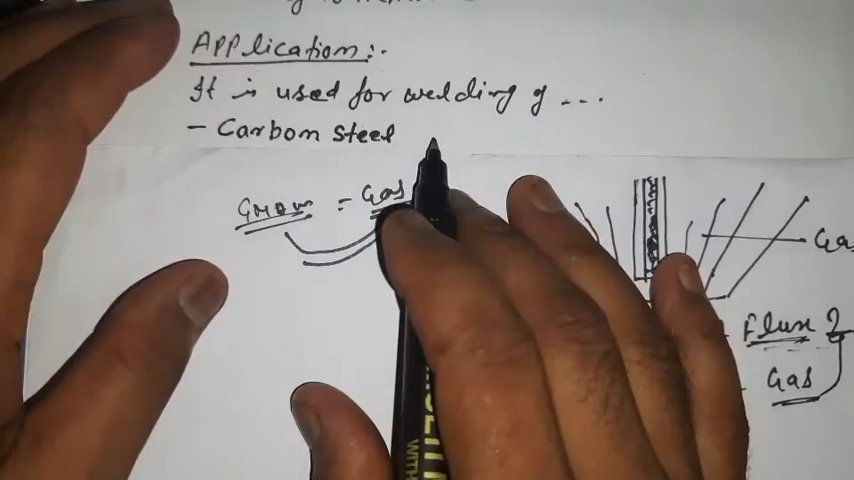 Application:-
It is used for welding of ...
- Carbon Steel
GMAW = Gas
Gas
Flux ?
Gas